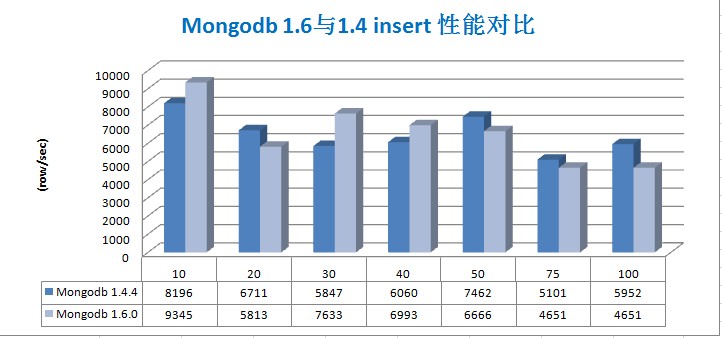 Mongodb 1.6与1.4 insert 性能对比
(row/sec)
10000
9000
8000
7000
6000
5000
4000
3000
2000
1000
0
10 20 30 40 50 75 100
Mongodb 1.4.4 8196 6711 5847 6060 7462 5101 5952
Mongodb 1.6.0 9345 5813 7633 6993 6666 4651 4651